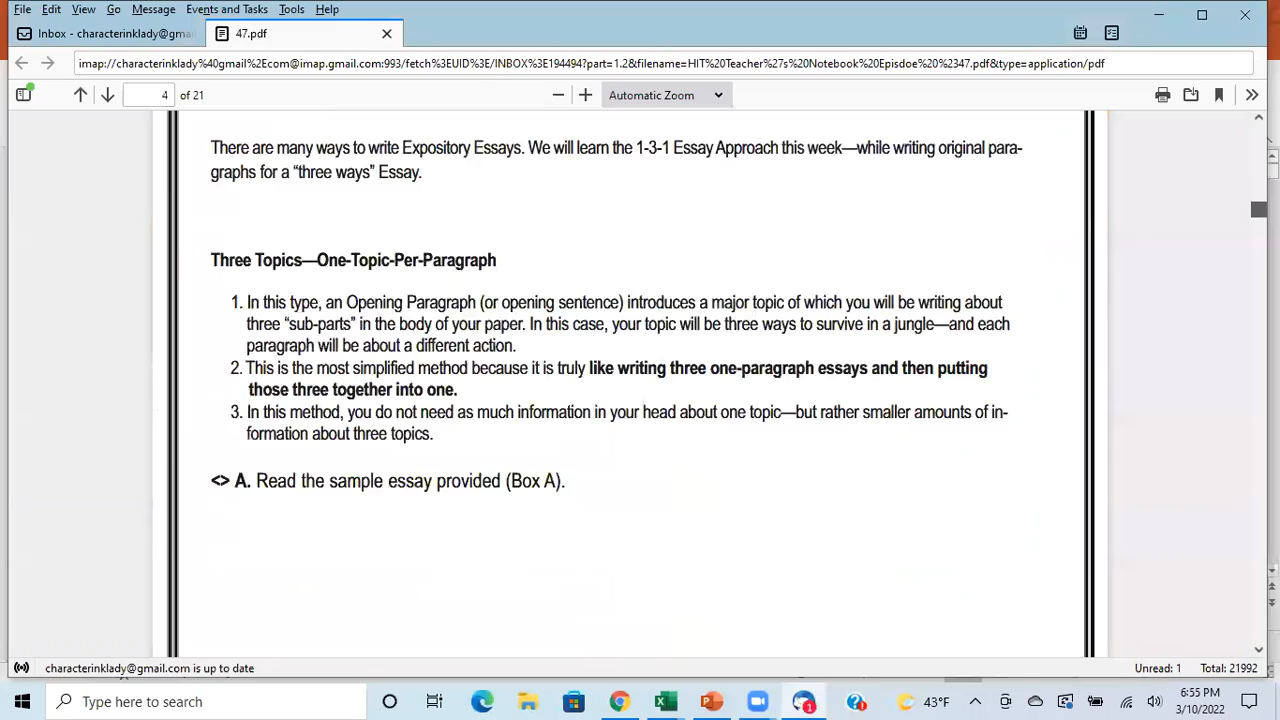 File Edit View Go Message Events and Tasks Tools Help
Inbox - characterinklady@gma
47.pdf
imap://characterinklady%40gmail%2Ecom@imap.gmail.com:993/fetch%3EUID%3E/INBOX%3E194494?part=1.2&filename=HIT%20Teacher%27s%20Notebook%20Episdoe%20%2347.pdf&type=application/pdf
4 of 21
Automatic Zoom
There are many ways to write Expository Essays. We will learn the 1-3-1 Essay Approach this week—while writing original para-
graphs for a “three ways” Essay.
Three Topics—One-Topic-Per-Paragraph
1. In this type, an Opening Paragraph (or opening sentence) introduces a major topic of which you will be writing about
three “sub-parts” in the body of your paper. In this case, your topic will be three ways to survive in a jungle—and each
paragraph will be about a different action.
2. This is the most simplified method because it is truly like writing three one-paragraph essays and then putting
those three together into one.
3. In this method, you do not need as much information in your head about one topic—but rather smaller amounts of in-
formation about three topics.
<> A. Read the sample essay provided (Box A).
characterinklady@gmail.com is up to date
Unread: 1 Total: 21992
Type here to search
1
43°F
6:55 PM
3/10/2022